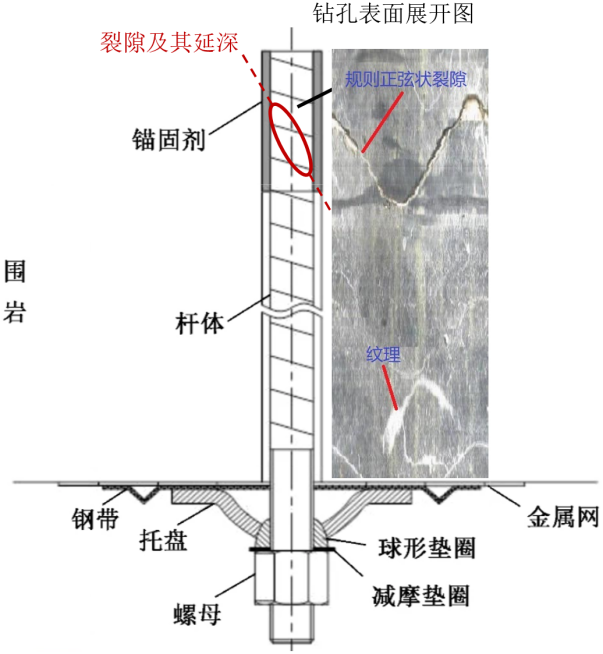 钻孔表面展开图
裂隙及其延深
规则正弦状裂隙
锚固剂
围
岩
杆体
纹理
钢带
托盘
金属网
球形垫圈
减摩垫圈
螺母